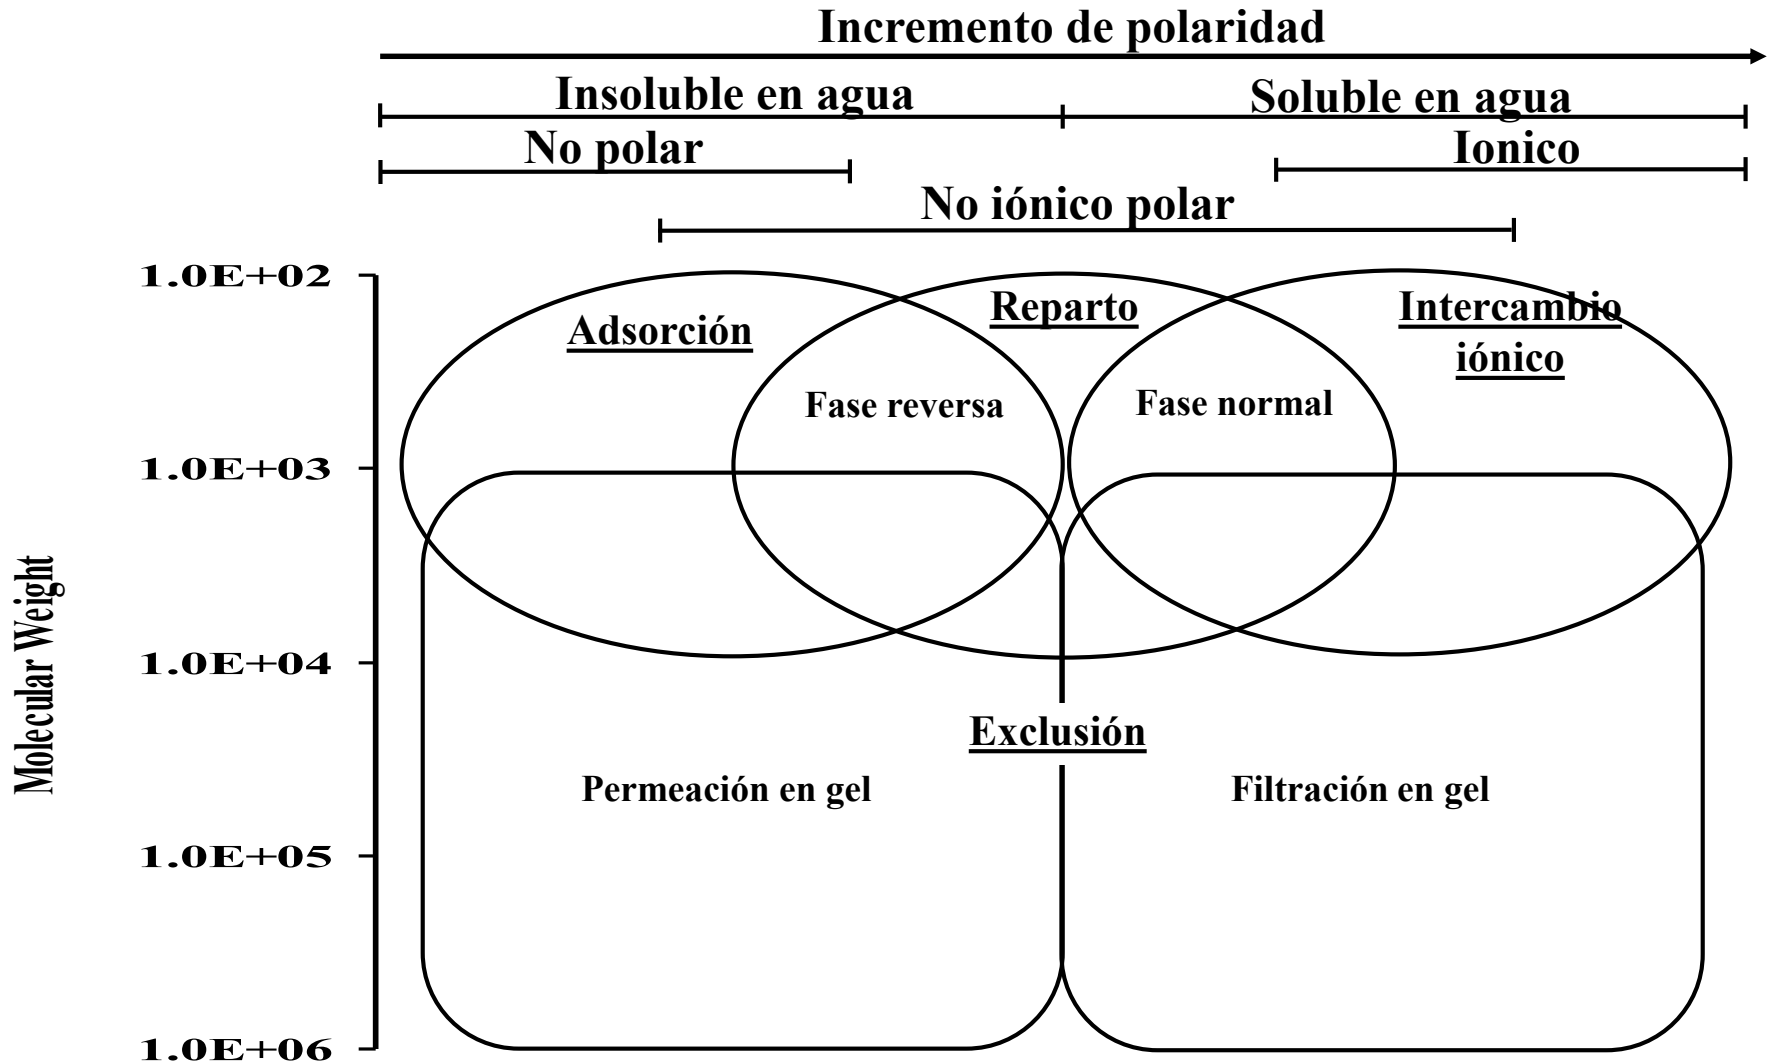 Incremento de polaridad
Insoluble en agua
Soluble en agua
No polar
Ionico
No iónico polar
1.0E+02
Reparto
Intercambio
Adsorción
iónico
Fase reversa
Fase normal
1.0E+03
Molecular Weight
1.0E+04
Exclusión
Permeación en gel
Filtración en gel
1.0E+05
1.0E+06